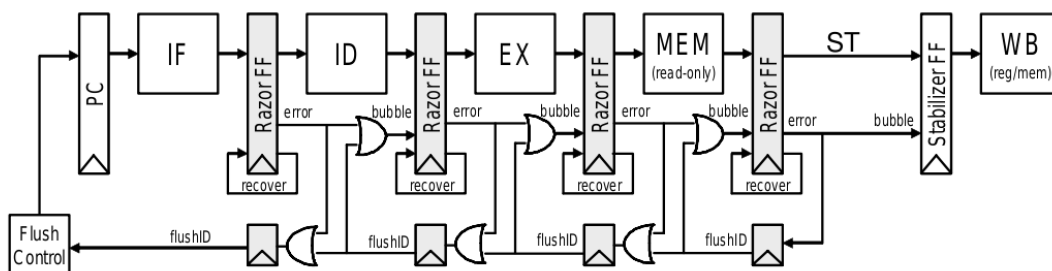 PC
IF
Razor FF
ID
Razor FF
EX
Razor FF
MEM
(read-only)
Razor FF
ST
Stabilizer FF
WB
(reg/mem)
error
bubble
error
bubble
error
bubble
error
bubble
recover
recover
recover
recover
Flush
Control
flushID
flushID
flushID
flushID